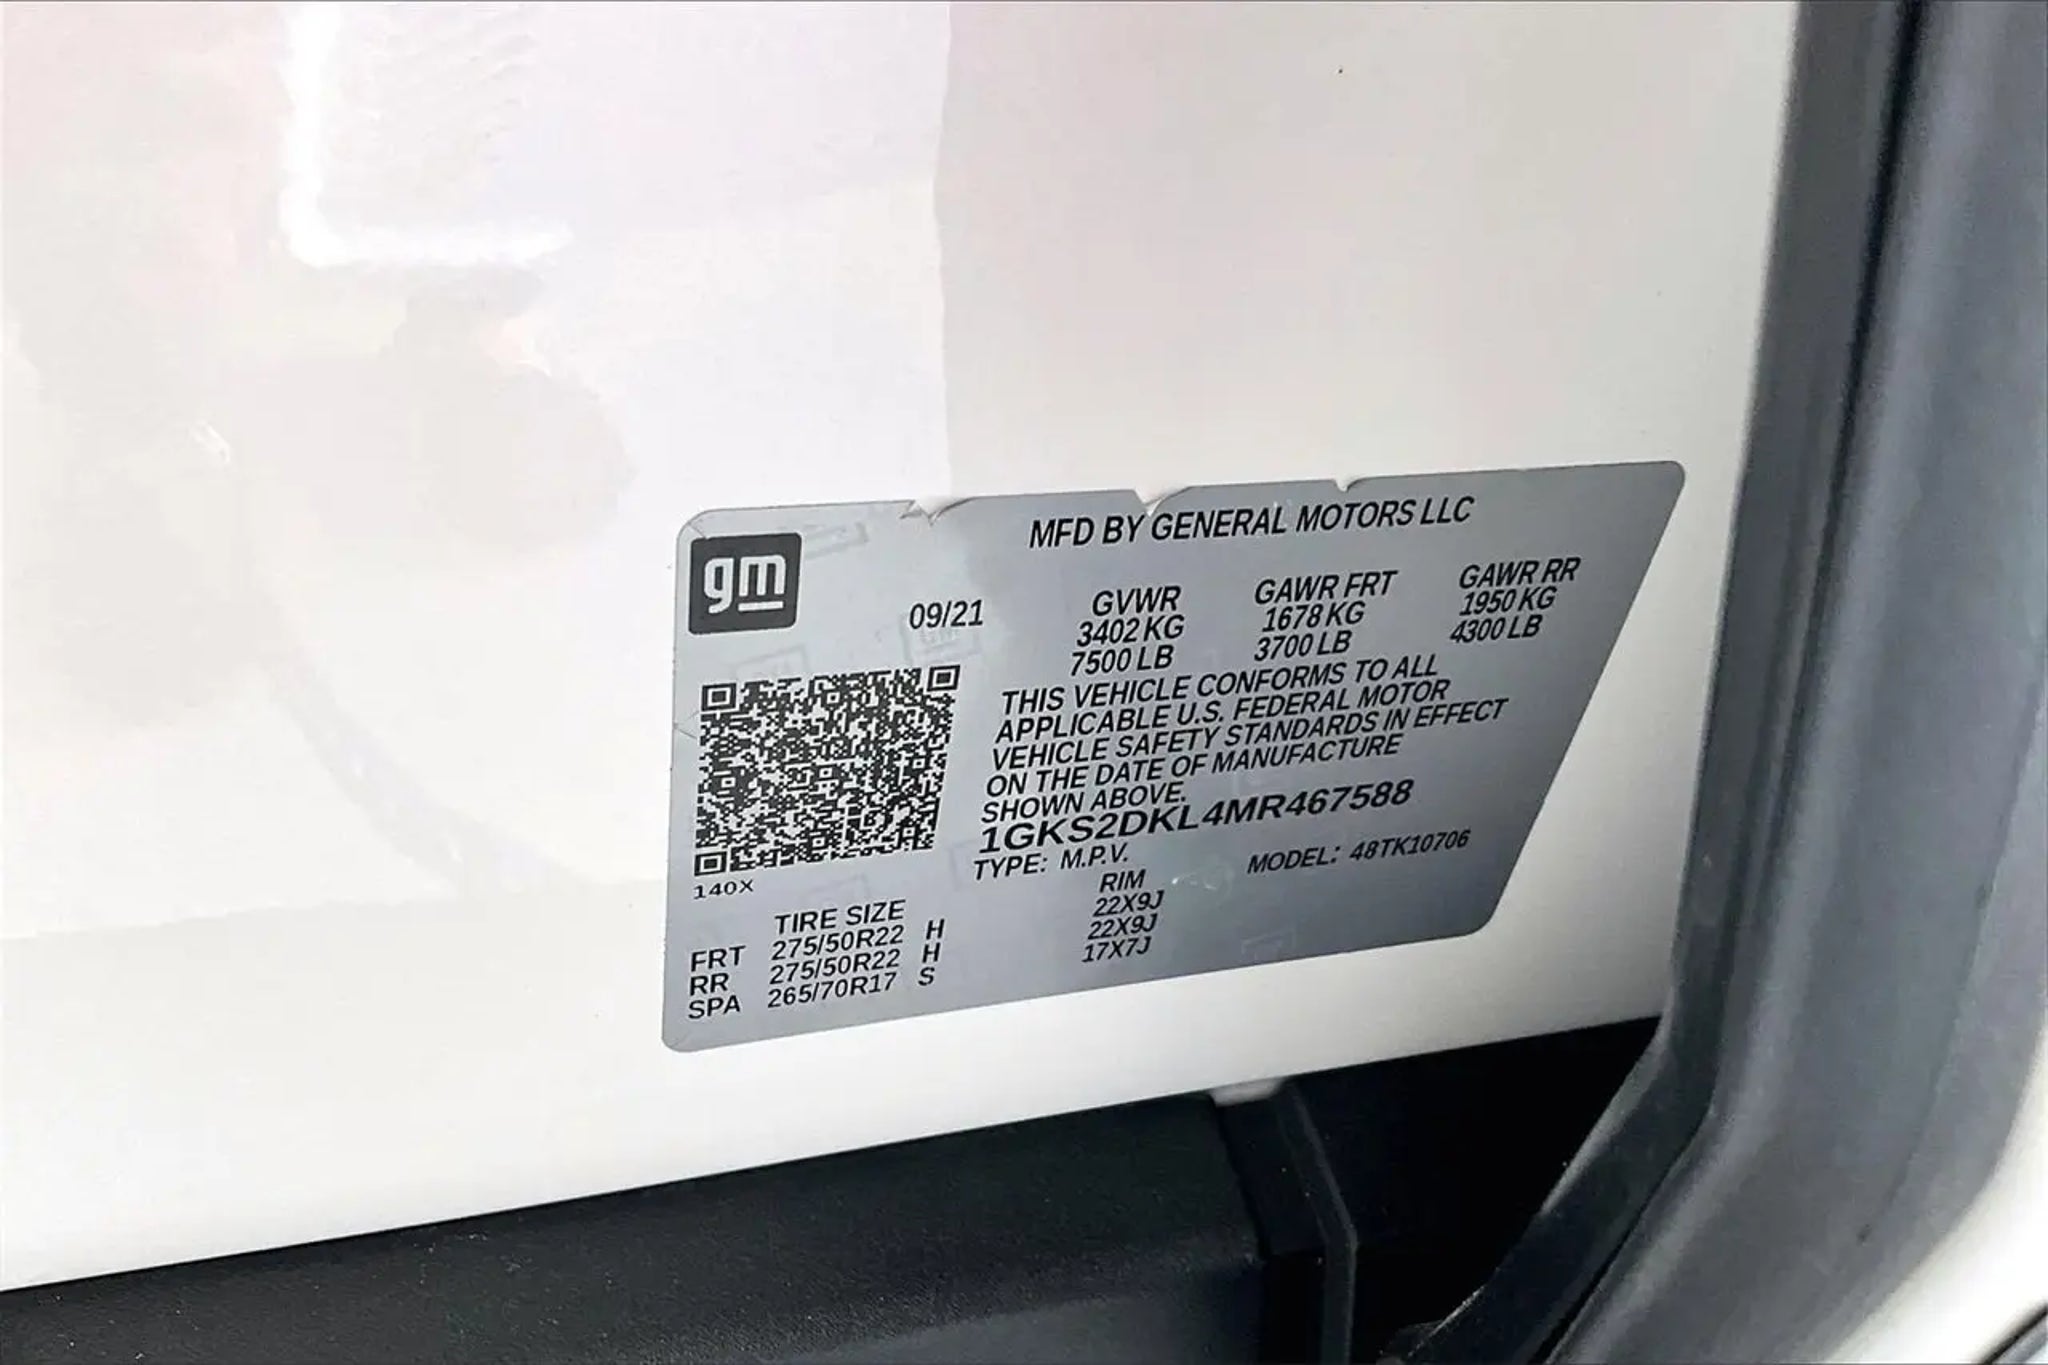 MFD BY GENERAL MOTORS LLC
gm
09/21
GVWR GAWR FRT GAWR RR
3402 KG 1678 KG 1950 KG
7500 LB 3700 LB 4300 LB
THIS VEHICLE CONFORMS TO ALL
APPLICABLE U.S. FEDERAL MOTOR
VEHICLE SAFETY STANDARDS IN EFFECT
ON THE DATE OF MANUFACTURE
SHOWN ABOVE.
1GKS2DKL4MR467588
TYPE: M.P.V. MODEL: 48TK10706
140X
TIRE SIZE RIM
FRT 275/50R22 H 22X9J
RR 275/50R22 H 22X9J
SPA 265/70R17 S 17X7J